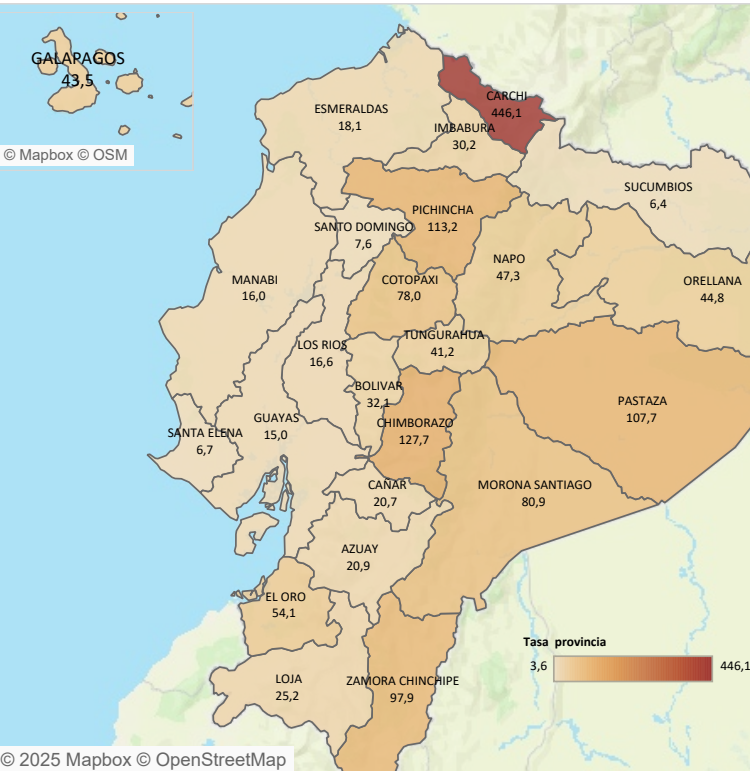 GALAPAGOS
43,5
© Mapbox © OSM
CARCHI
446,1
ESMERALDAS
18,1
IMBABURA
30,2
SUCUMBIOS
6,4
PICHINCHA
113,2
SANTO DOMINGO
7,6
NAPO
47,3
MANABI
16,0
COTOPAXI
78,0
ORELLANA
44,8
TUNGURAHUA
41,2
LOS RIOS
16,6
BOLIVAR
32,1
PASTAZA
107,7
GUAYAS
15,0
CHIMBORAZO
127,7
SANTA ELENA
6,7
CAÑAR
20,7
MORONA SANTIAGO
80,9
AZUAY
20,9
EL ORO
54,1
LOJA
25,2
ZAMORA CHINCHIPE
97,9
Tasa provincia
3,6 446,1
© 2025 Mapbox © OpenStreetMap